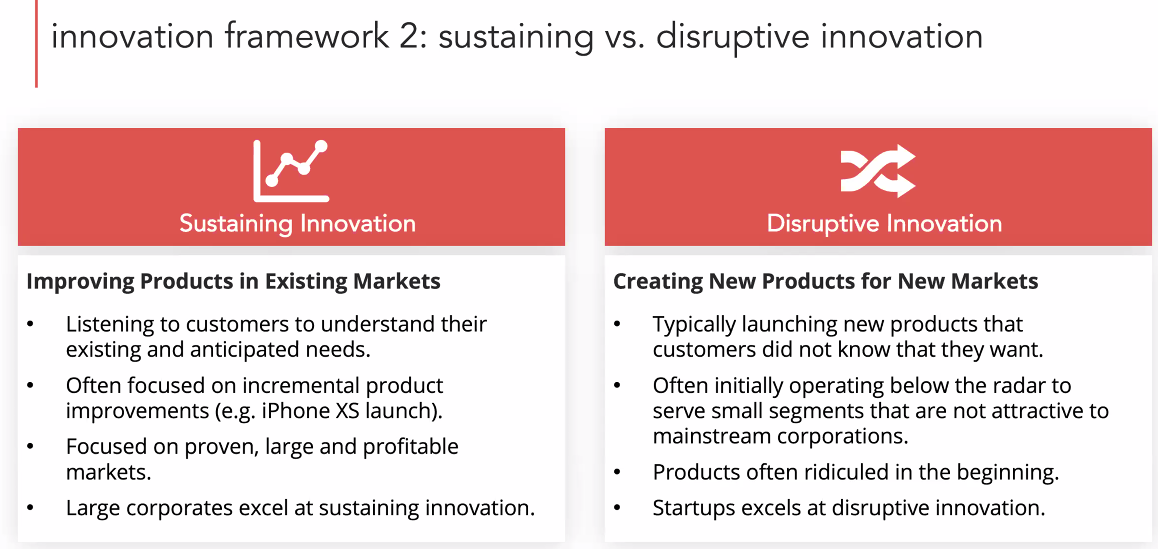 innovation framework 2: sustaining vs. disruptive innovation
Sustaining Innovation
Improving Products in Existing Markets
• Listening to customers to understand their
existing and anticipated needs.
• Often focused on incremental product
improvements (e.g. iPhone XS launch).
• Focused on proven, large and profitable
markets.
• Large corporates excel at sustaining innovation.
Disruptive Innovation
Creating New Products for New Markets
• Typically launching new products that
customers did not know that they want.
• Often initially operating below the radar to
serve small segments that are not attractive to
mainstream corporations.
• Products often ridiculed in the beginning.
• Startups excels at disruptive innovation.